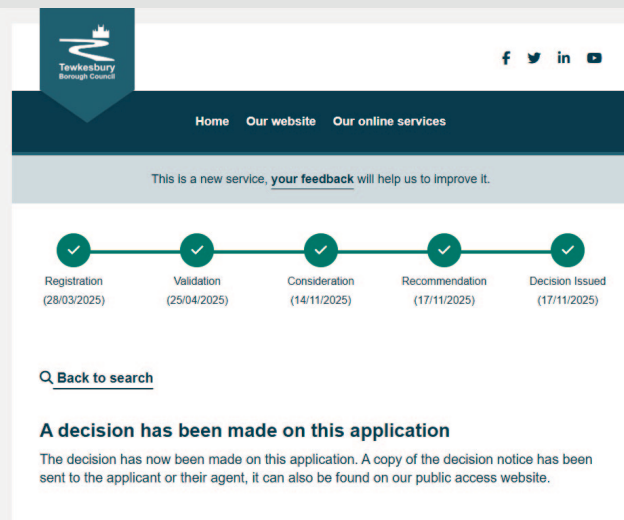 Tewkesbury
Borough Council
Home Our website Our online services
This is a new service, your feedback will help us to improve it.
Registration Validation Consideration Recommendation Decision Issued
(28/03/2025) (25/04/2025) (14/11/2025) (17/11/2025) (17/11/2025)
Back to search
A decision has been made on this application
The decision has now been made on this application. A copy of the decision notice has been
sent to the applicant or their agent, it can also be found on our public access website.